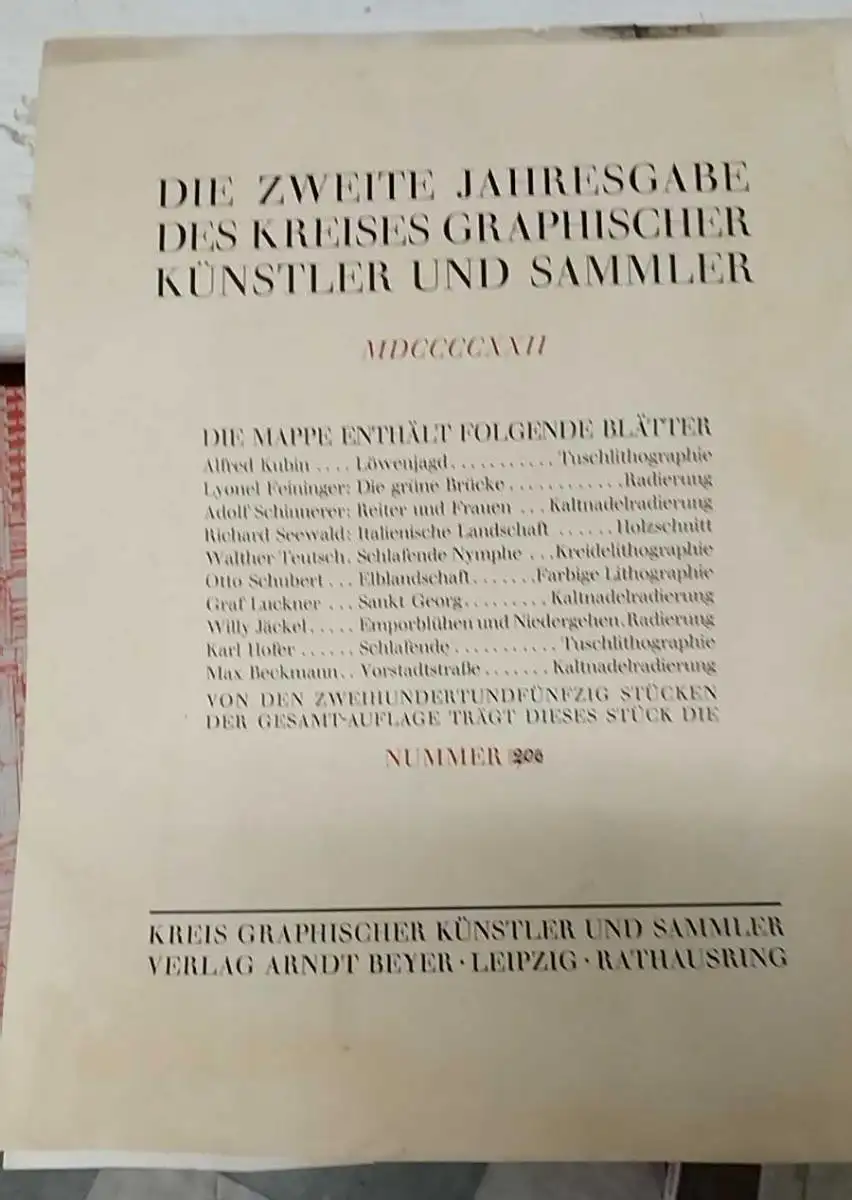 DIE ZWEITE JAHRESGABE
DES KREISES GRAPHISCHER
KÜNSTLER UND SAMMLER
MDCCCCXXII
DIE MAPPE ENTHÄLT FOLGENDE BLÄTTER
Alfred Kubin .... Löwenjagd........... Tuschlithographie
Lyonel Feininger: Die grüne Brücke............Radierung
Adolf Schinnerer: Reiter und Frauen ...Kaltnadelradierung
Richard Seewald: Italienische Landschaft ......Holzschnitt
Walther Teutsch. Schlafende Nymphe ...Kreidelithographie
Otto Schubert... Elblandschaft.......Farbige Lithographie
Graf Luckner ... Sankt Georg.........Kaltnadelradierung
Willy Jäckel..... Emporblühen und Niedergehen.Radierung
Karl Hofer...... Schlafende........... Tuschlithographie
Max Beckmann.. Vorstadtstraße.......Kaltnadelradierung
VON DEN ZWEIHUNDERTUNDFÜNFZIG STÜCKEN
DER GESAMT-AUFLAGE TRÄGT DIESES STÜCK DIE
NUMMER 206
KREIS GRAPHISCHER KÜNSTLER UND SAMMLER
VERLAG ARNDT BEYER · LEIPZIG · RATHAUSRING